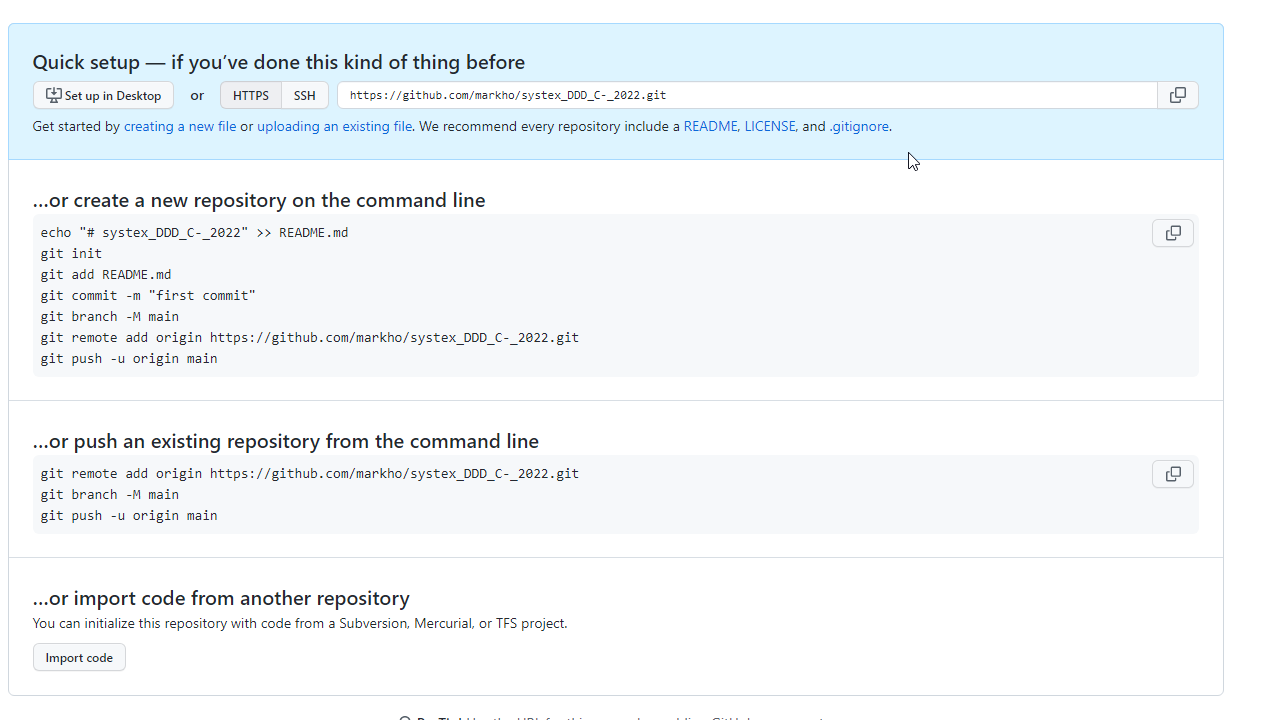 Quick setup — if you've done this kind of thing before
Set up in Desktop or HTTPS SSH https://github.com/markho/systex_DDD_C-_2022.git
Get started by creating a new file or uploading an existing file. We recommend every repository include a README, LICENSE, and .gitignore.
…or create a new repository on the command line
echo "# systex_DDD_C-_2022" >> README.md
git init
git add README.md
git commit -m "first commit"
git branch -M main
git remote add origin https://github.com/markho/systex_DDD_C-_2022.git
git push -u origin main
…or push an existing repository from the command line
git remote add origin https://github.com/markho/systex_DDD_C-_2022.git
git branch -M main
git push -u origin main
…or import code from another repository
You can initialize this repository with code from a Subversion, Mercurial, or TFS project.
Import code